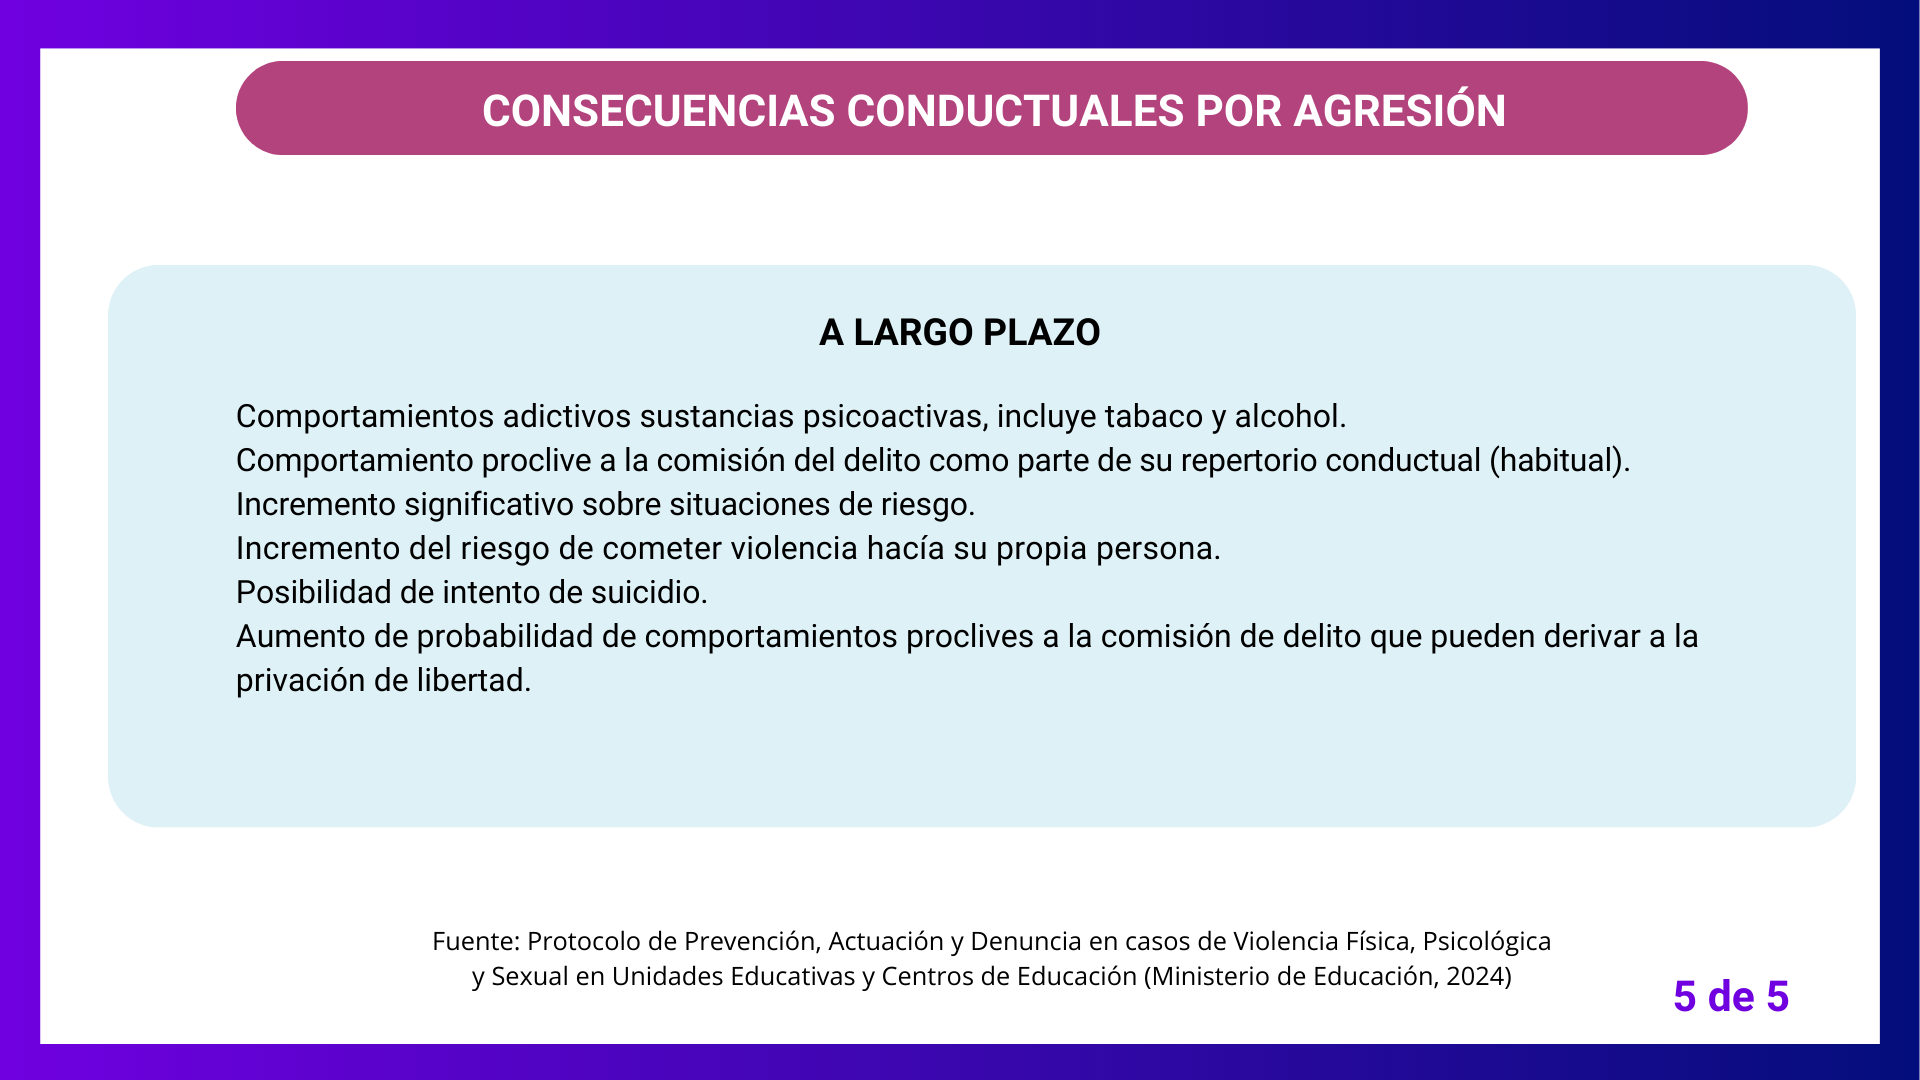 CONSECUENCIAS CONDUCTUALES POR AGRESIÓN
A LARGO PLAZO
Comportamientos adictivos sustancias psicoactivas, incluye tabaco y alcohol.
Comportamiento proclive a la comisión del delito como parte de su repertorio conductual (habitual).
Incremento significativo sobre situaciones de riesgo.
Incremento del riesgo de cometer violencia hacía su propia persona.
Posibilidad de intento de suicidio.
Aumento de probabilidad de comportamientos proclives a la comisión de delito que pueden derivar a la
privación de libertad.
Fuente: Protocolo de Prevención, Actuación y Denuncia en casos de Violencia Física, Psicológica
y Sexual en Unidades Educativas y Centros de Educación (Ministerio de Educación, 2024)
5 de 5